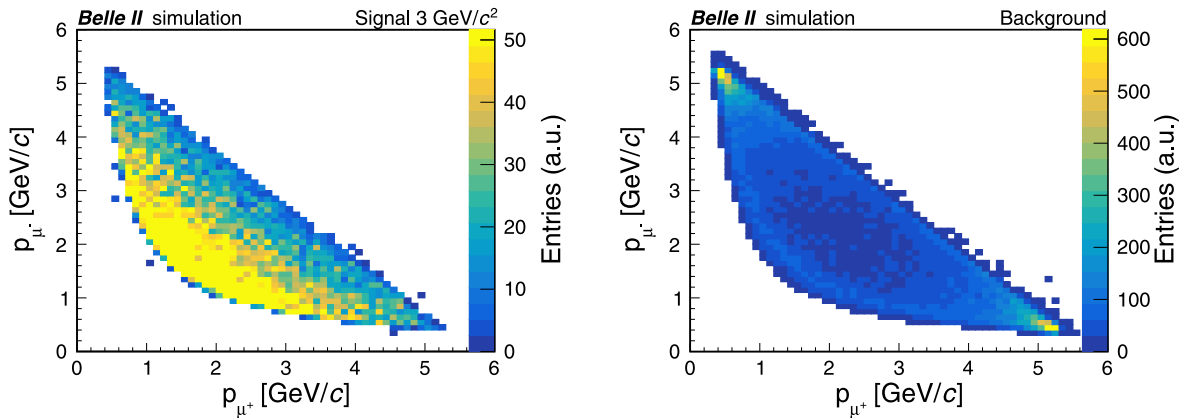 Belle II simulation Signal 3 GeV/c²
6
5
4
3
2
1
0
p_μ⁻ [GeV/c]
0 1 2 3 4 5 6
p_μ⁺ [GeV/c]
50
40
30
20
10
0
Entries (a.u.)
Belle II simulation Background
6
5
4
3
2
1
0
p_μ⁻ [GeV/c]
0 1 2 3 4 5 6
p_μ⁺ [GeV/c]
600
500
400
300
200
100
0
Entries (a.u.)